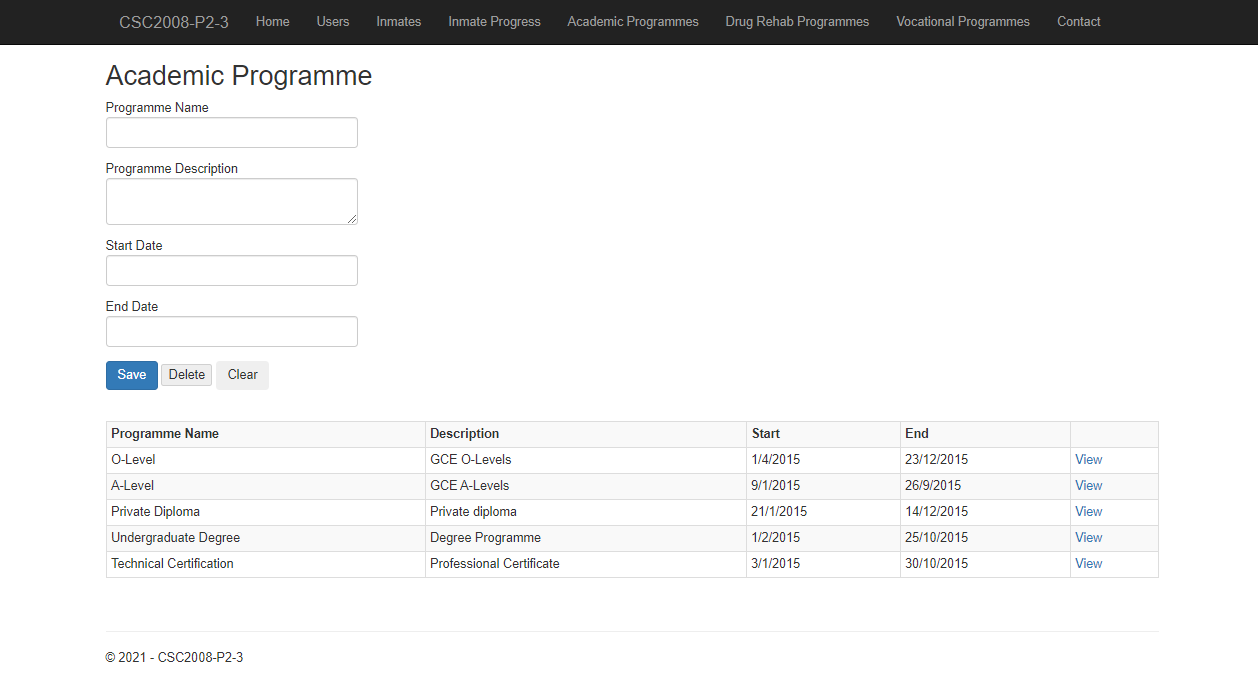 CSC2008-P2-3 Home Users Inmates Inmate Progress Academic Programmes Drug Rehab Programmes Vocational Programmes Contact
Academic Programme
Programme Name
Programme Description
Start Date
End Date
Save Delete Clear
Programme Name Description Start End
O-Level GCE O-Levels 1/4/2015 23/12/2015 View
A-Level GCE A-Levels 9/1/2015 26/9/2015 View
Private Diploma Private diploma 21/1/2015 14/12/2015 View
Undergraduate Degree Degree Programme 1/2/2015 25/10/2015 View
Technical Certification Professional Certificate 3/1/2015 30/10/2015 View
© 2021 - CSC2008-P2-3